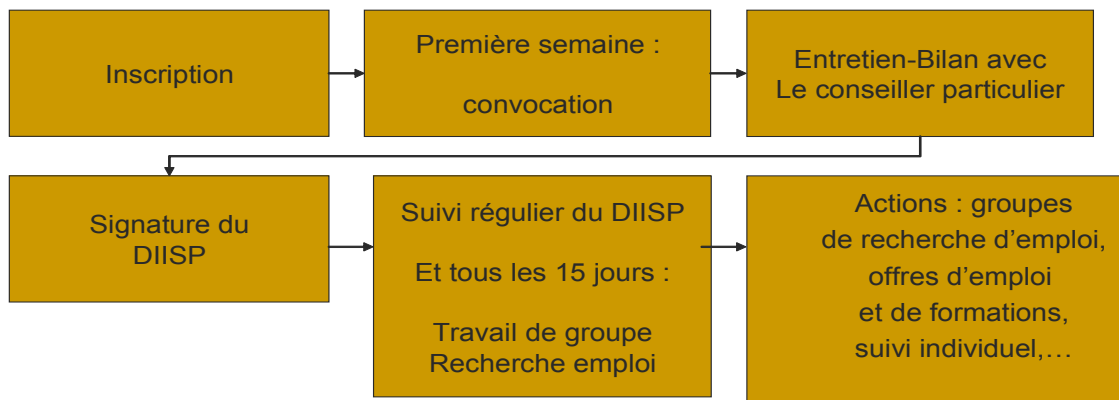 Inscription
Première semaine :
convocation
Entretien-Bilan avec
Le conseiller particulier
Signature du
DIISP
Suivi régulier du DIISP
Et tous les 15 jours :
Travail de groupe
Recherche emploi
Actions : groupes
de recherche d’emploi,
offres d’emploi
et de formations,
suivi individuel,…